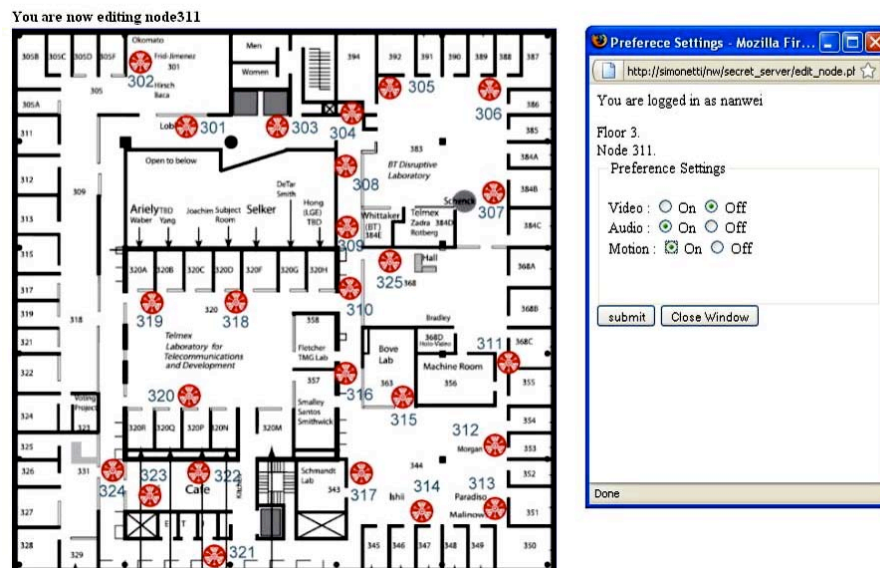 You are now editing node311
305B
305C
305D
305F
Okomato
Frid-Jimenez
301
302
305
Hirsch
Baca
Men
Women
394
392
391
390
389
388
387
305
306
386
305A
311
Lob
301
303
304
385
312
309
Open to below
383
BT Disruptive
Laboratory
384A
308
313
Ariely
Waber
TBD
Yang
Joachim
Subject
Room
Selker
DeTar
Smith
Hong
(LGE)
TBD
Whittaker
(BT)
384E
Telmex
Zadra
Rotberg
384D
Schenck
384B
307
384C
309
315
320A
320B
320C
320D
320F
320G
320H
325
Hall
368
368A
317
318
319
320
318
310
368B
319
321
Telmex
Laboratory for
Telecommunications
and Development
358
Fletcher
TMG Lab
Bradley
368D
311
368C
322
Bove
Lab
363
Machine Room
356
355
357
316
320
Smalley
Santos
Smithwick
315
324
Voting
Project
323
320R
320Q
320P
320N
320M
312
354
325
Morgan
353
326
331
324
323
322
Cafe
Kitchen
Schmandt
Lab
343
344
317
Ishii
314
Paradiso
313
352
327
Malinow
351
E
T
328
329
321
345
346
347
348
349
350
Preferece Settings - Mozilla Fir...
http://simonetti/nw/secret_server/edit_node.pl
You are logged in as nanwei
Floor 3.
Node 311.
Preference Settings
Video : On Off
Audio : On Off
Motion : On Off
submit Close Window
Done